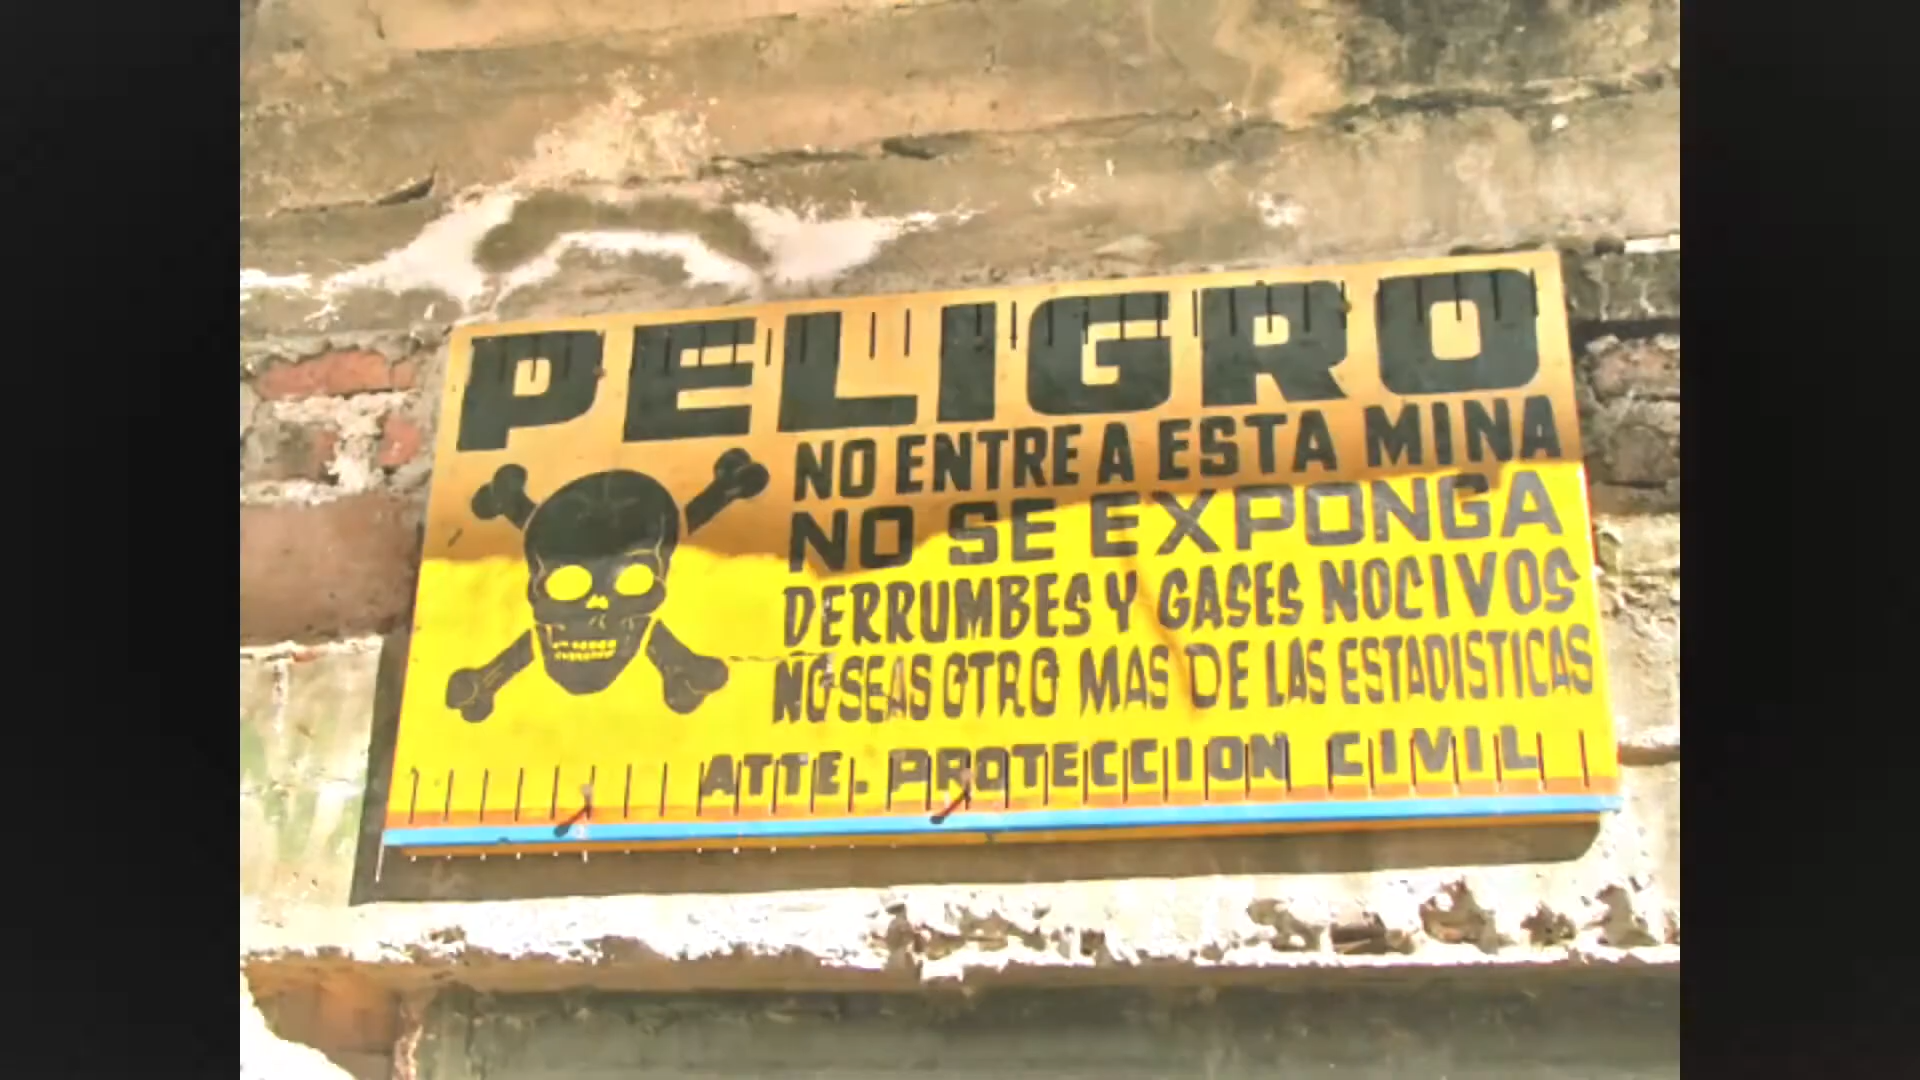 PELIGRO
NO ENTRE A ESTA MINA
NO SE EXPONGA
DERRUMBES Y GASES NOCIVOS
NO SEAS OTRO MAS DE LAS ESTADISTICAS
ATTE. PROTECCION CIVIL